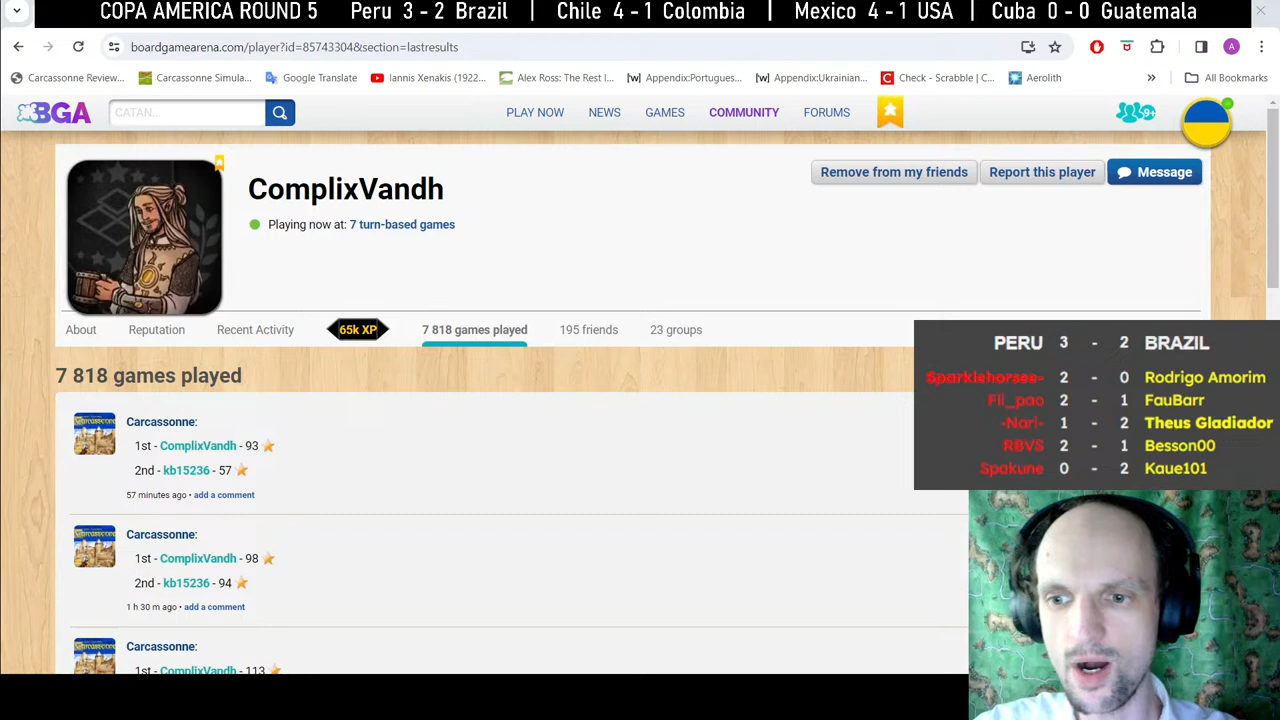 COPA AMERICA ROUND 5 Peru 3 - 2 Brazil | Chile 4 - 1 Colombia | Mexico 4 - 1 USA | Cuba 0 - 0 Guatemala
boardgamearena.com/player?id=85743304&section=lastresults
A
Carcassonne Review... Carcassonne Simula... Google Translate Iannis Xenakis (1922... Alex Ross: The Rest I... [w] Appendix:Portugues... [w] Appendix:Ukrainian... Check - Scrabble | C... Aerolith » All Bookmarks
BGA CATAN... PLAY NOW NEWS GAMES COMMUNITY FORUMS 9+
ComplixVandh
Remove from my friends Report this player Message
Playing now at: 7 turn-based games
About Reputation Recent Activity 65k XP 7 818 games played 195 friends 23 groups
7 818 games played
Carcassonne:
1st - ComplixVandh - 93
2nd - kb15236 - 57
57 minutes ago • add a comment
Carcassonne:
1st - ComplixVandh - 98
2nd - kb15236 - 94
1 h 30 m ago • add a comment
Carcassonne:
1st - ComplixVandh - 113
PERU 3 - 2 BRAZIL
Sparklehorsee- 2 - 0 Rodrigo Amorim
Fli_pao 2 - 1 FauBarr
-Nari- 1 - 2 Theus Gladiador
RBVS 2 - 1 Besson00
Spakune 0 - 2 Kaue101